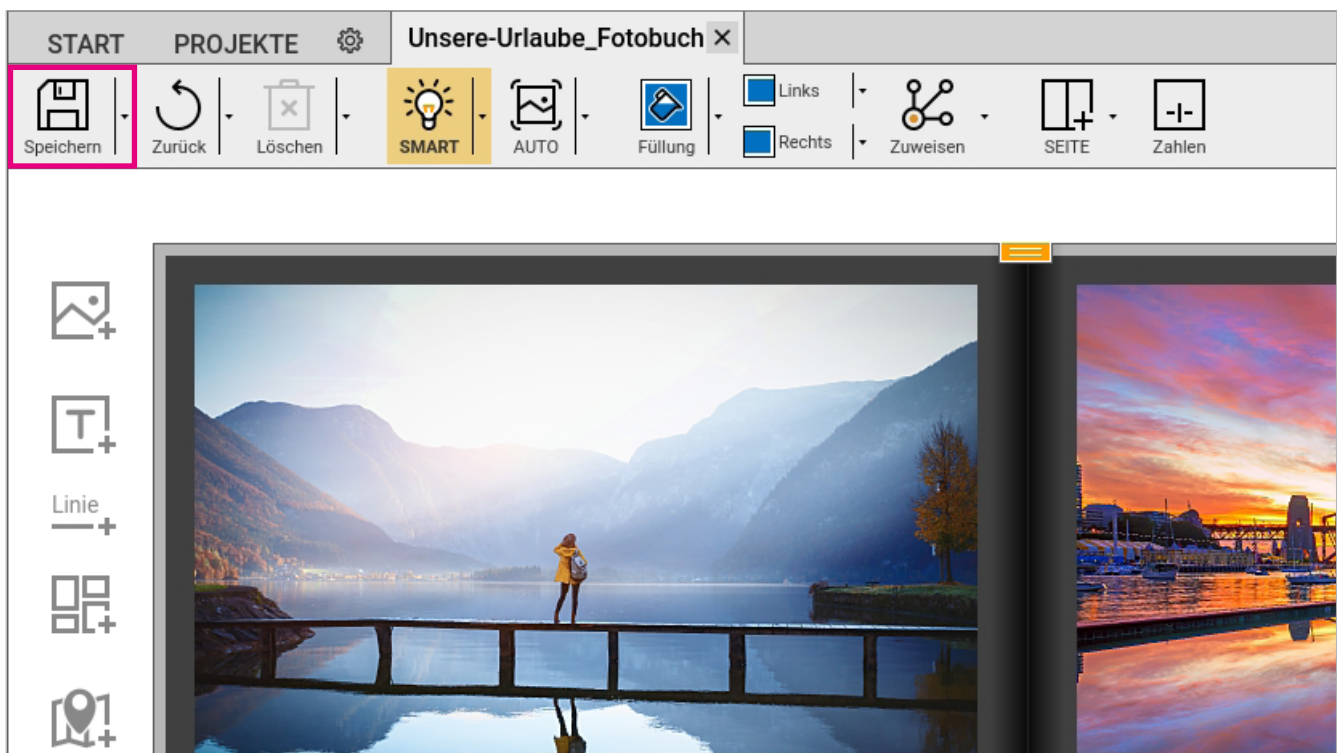 START PROJEKTE Unsere-Urlaube_Fotobuch
Speichern Zurück Löschen SMART AUTO Füllung Links Zuweisen SEITE Zahlen
Rechts
T
Linie